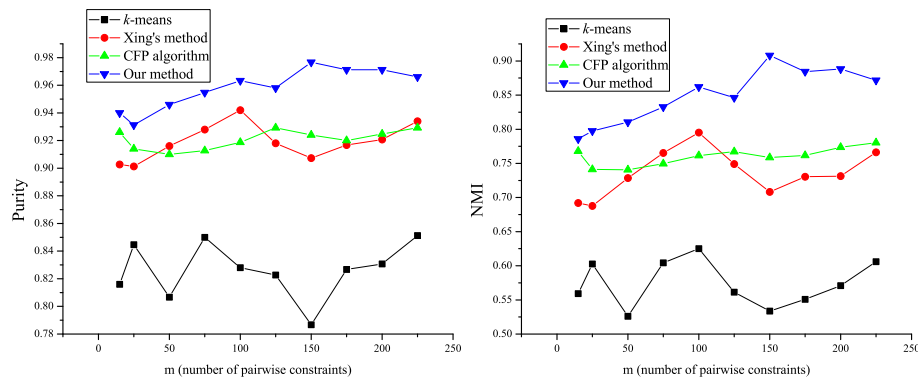 k-means
Xing's method
CFP algorithm
Our method
0.98
0.96
0.94
0.92
0.90
0.88
0.86
0.84
0.82
0.80
0.78
Purity
0
50
100
150
200
250
m (number of pairwise constraints)
k-means
Xing's method
CFP algorithm
Our method
0.90
0.85
0.80
0.75
0.70
0.65
0.60
0.55
0.50
NMI
0
50
100
150
200
250
m (number of pairwise constraints)